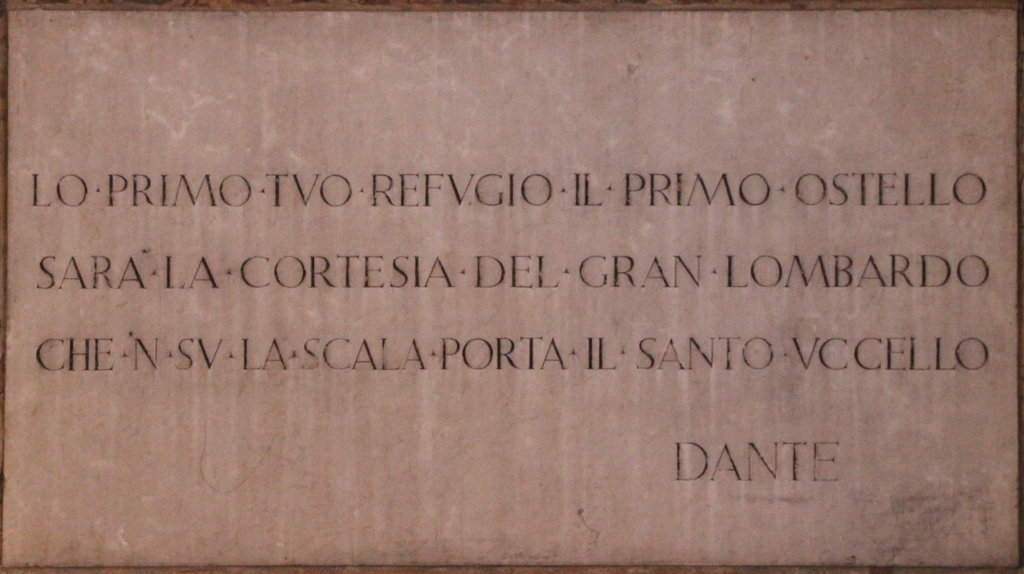 LO·PRIMO·TVO·REFVGIO·IL·PRIMO·OSTELLO
SARÀ·LA·CORTESIA·DEL·GRAN·LOMBARDO
CHE·'N·SV·LA·SCALA·PORTA·IL·SANTO·VCCELLO
DANTE